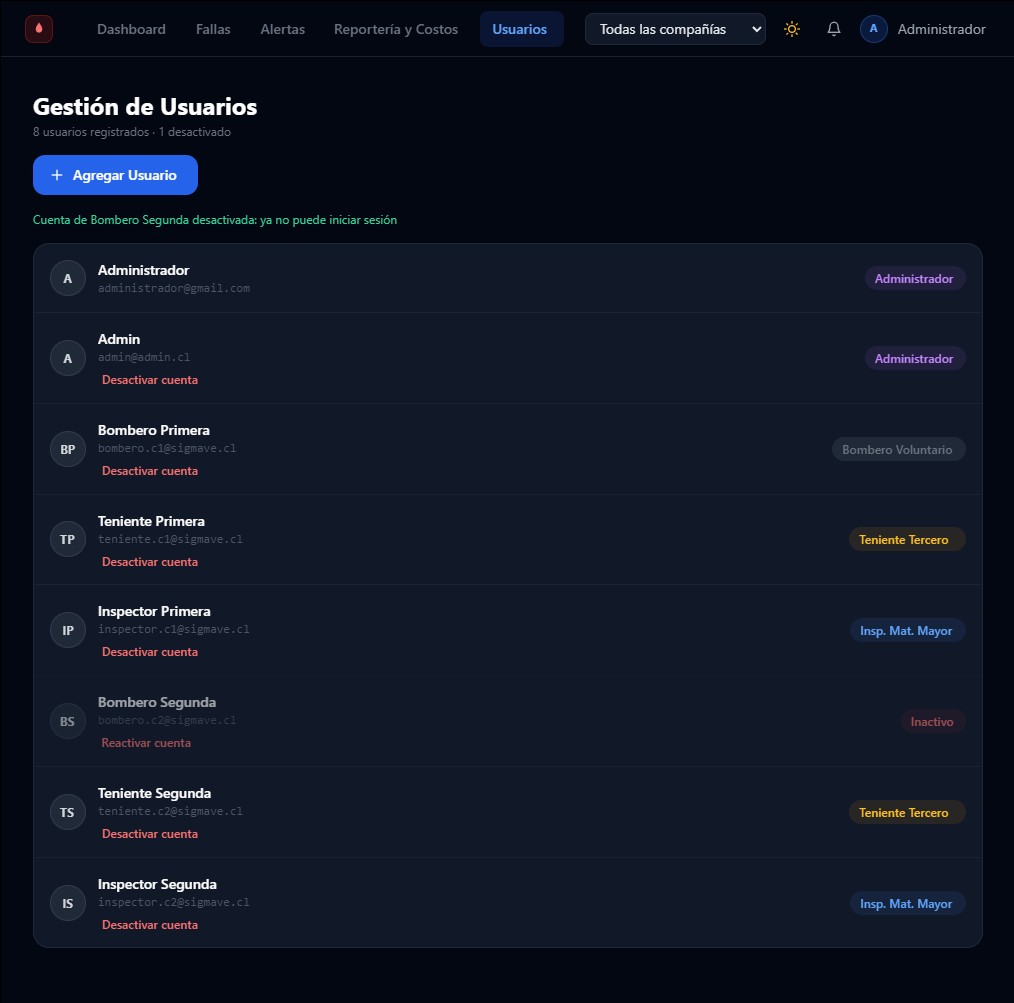 Dashboard Fallas Alertas Reportería y Costos Usuarios Todas las compañías A Administrador
Gestión de Usuarios
8 usuarios registrados · 1 desactivado
+ Agregar Usuario
Cuenta de Bombero Segunda desactivada: ya no puede iniciar sesión
A Administrador Administrador
administrador@gmail.com
A Admin Administrador
admin@admin.cl
Desactivar cuenta
BP Bombero Primera Bombero Voluntario
bombero.c1@sigmave.cl
Desactivar cuenta
TP Teniente Primera Teniente Tercero
teniente.c1@sigmave.cl
Desactivar cuenta
IP Inspector Primera Insp. Mat. Mayor
inspector.c1@sigmave.cl
Desactivar cuenta
BS Bombero Segunda Inactivo
bombero.c2@sigmave.cl
Reactivar cuenta
TS Teniente Segunda Teniente Tercero
teniente.c2@sigmave.cl
Desactivar cuenta
IS Inspector Segunda Insp. Mat. Mayor
inspector.c2@sigmave.cl
Desactivar cuenta